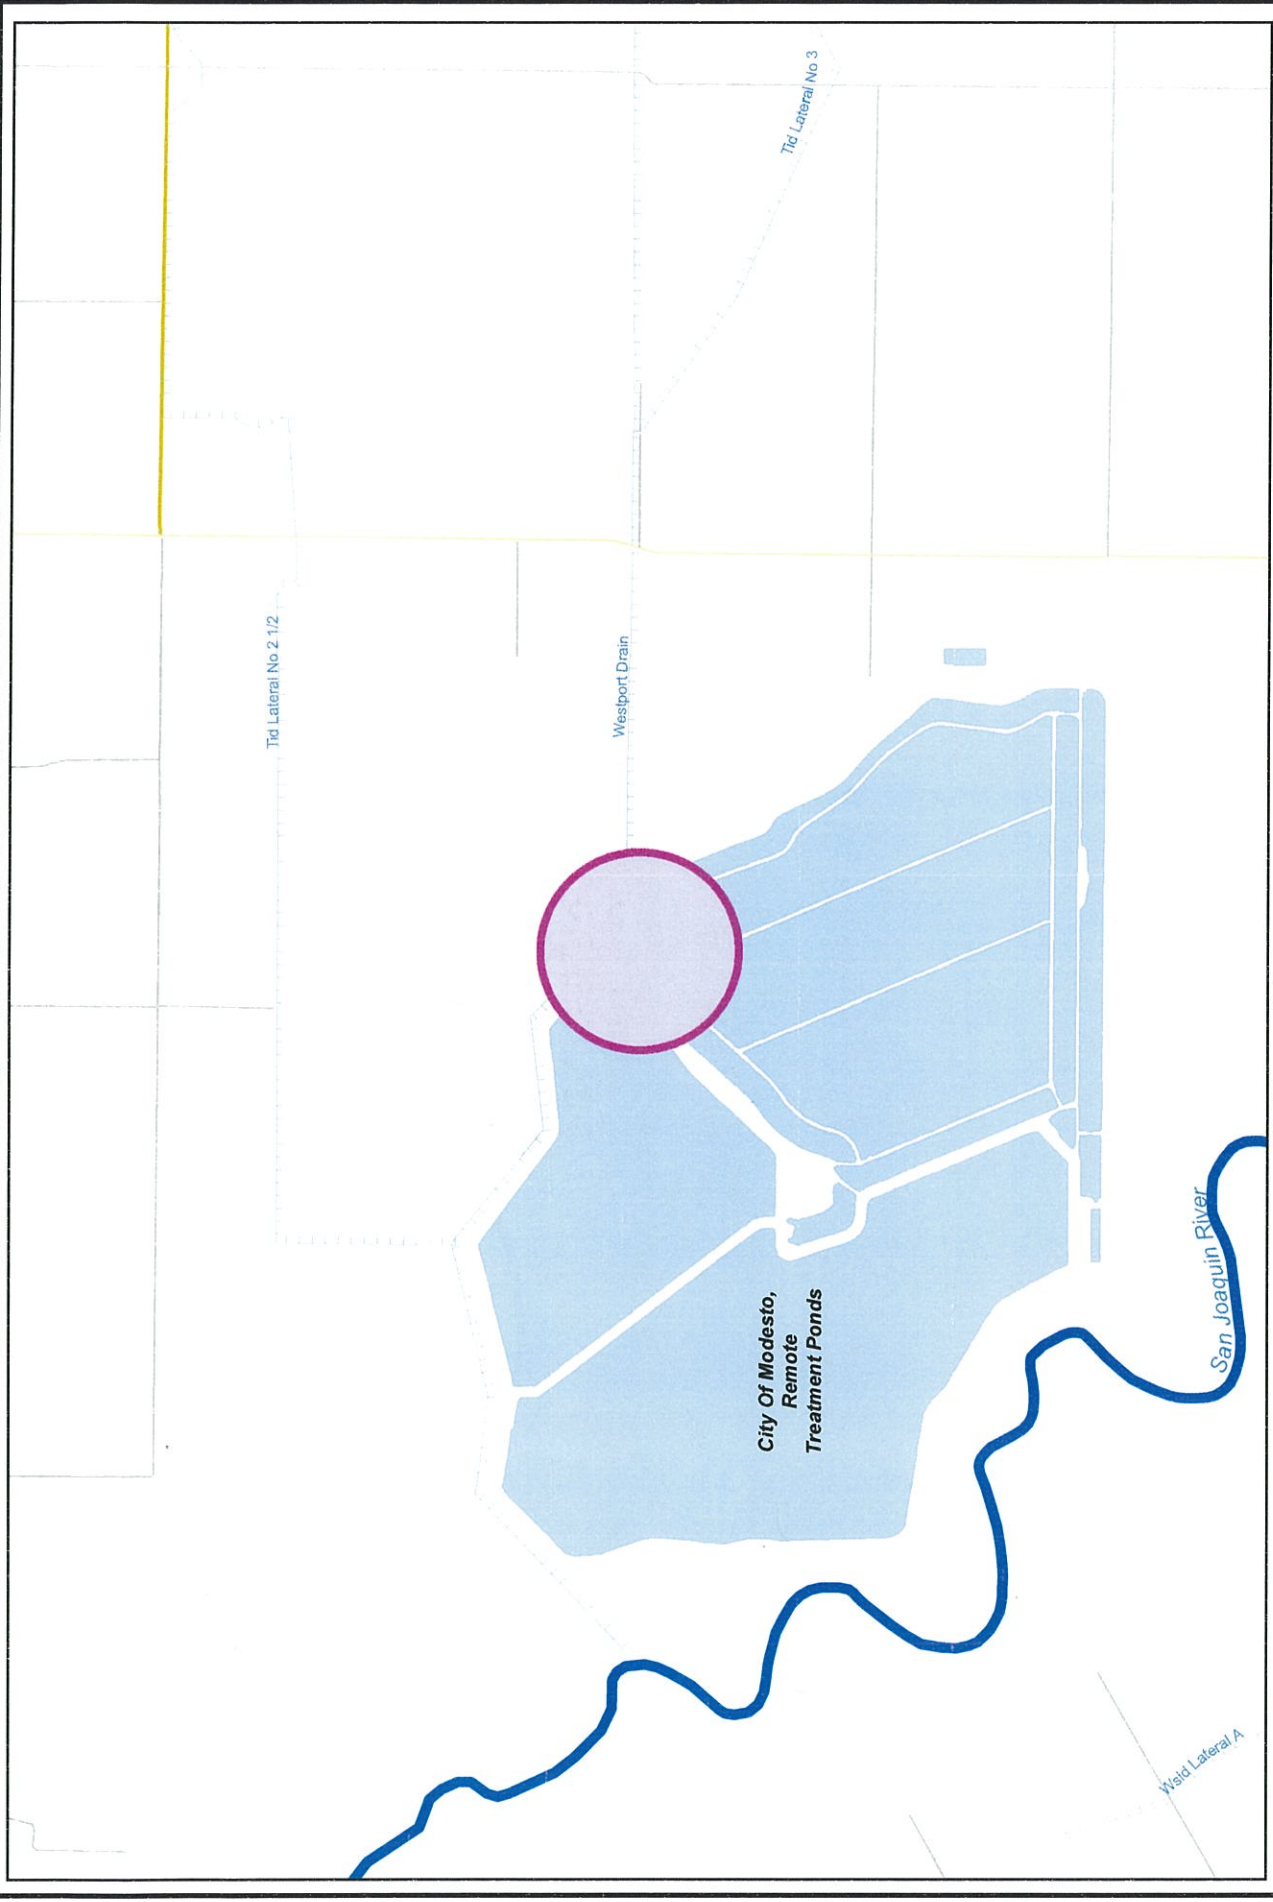 Tid Lateral No 2 1/2
Westport Drain
Tid Lateral No 3
City Of Modesto,
Remote
Treatment Ponds
San Joaquin River
Wsid Lateral A